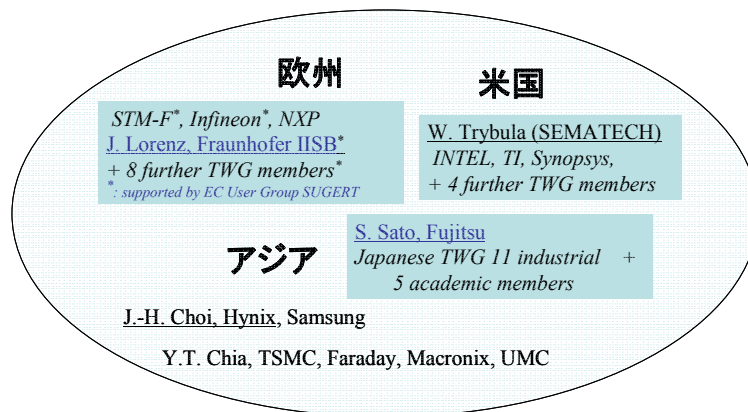 欧州
STM-F*, Infineon*, NXP
J. Lorenz, Fraunhofer IISB*
+ 8 further TWG members*
*: supported by EC User Group SUGERT
米国
W. Trybula (SEMATECH)
INTEL, TI, Synopsys,
+ 4 further TWG members
アジア
S. Sato, Fujitsu
Japanese TWG 11 industrial +
5 academic members
J.-H. Choi, Hynix, Samsung
Y.T. Chia, TSMC, Faraday, Macronix, UMC